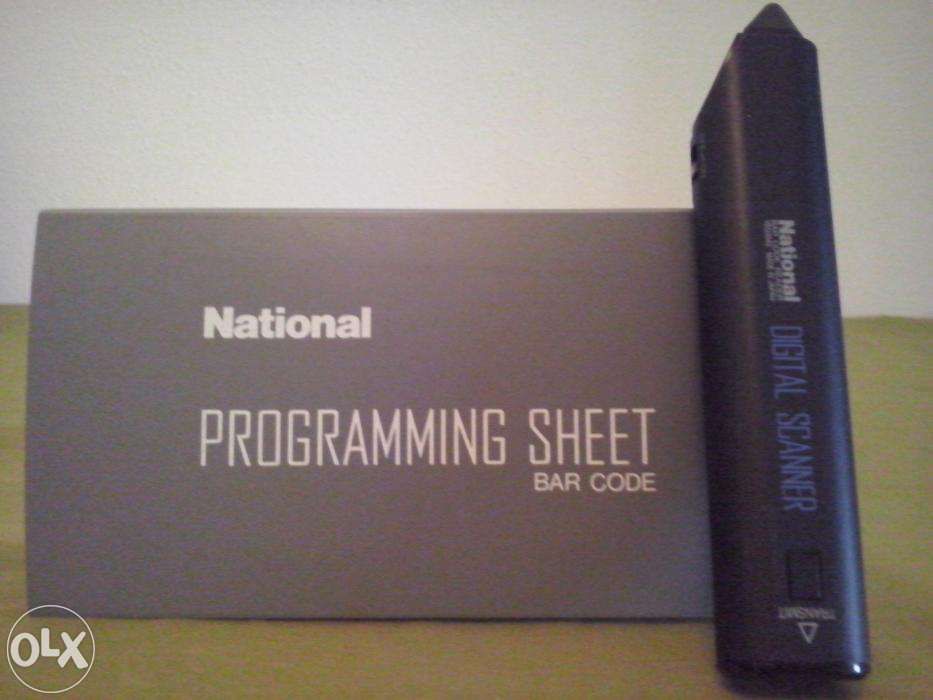 National
PROGRAMMING SHEET
BAR CODE
National
DIGITAL SCANNER
TRANSMIT
OLX